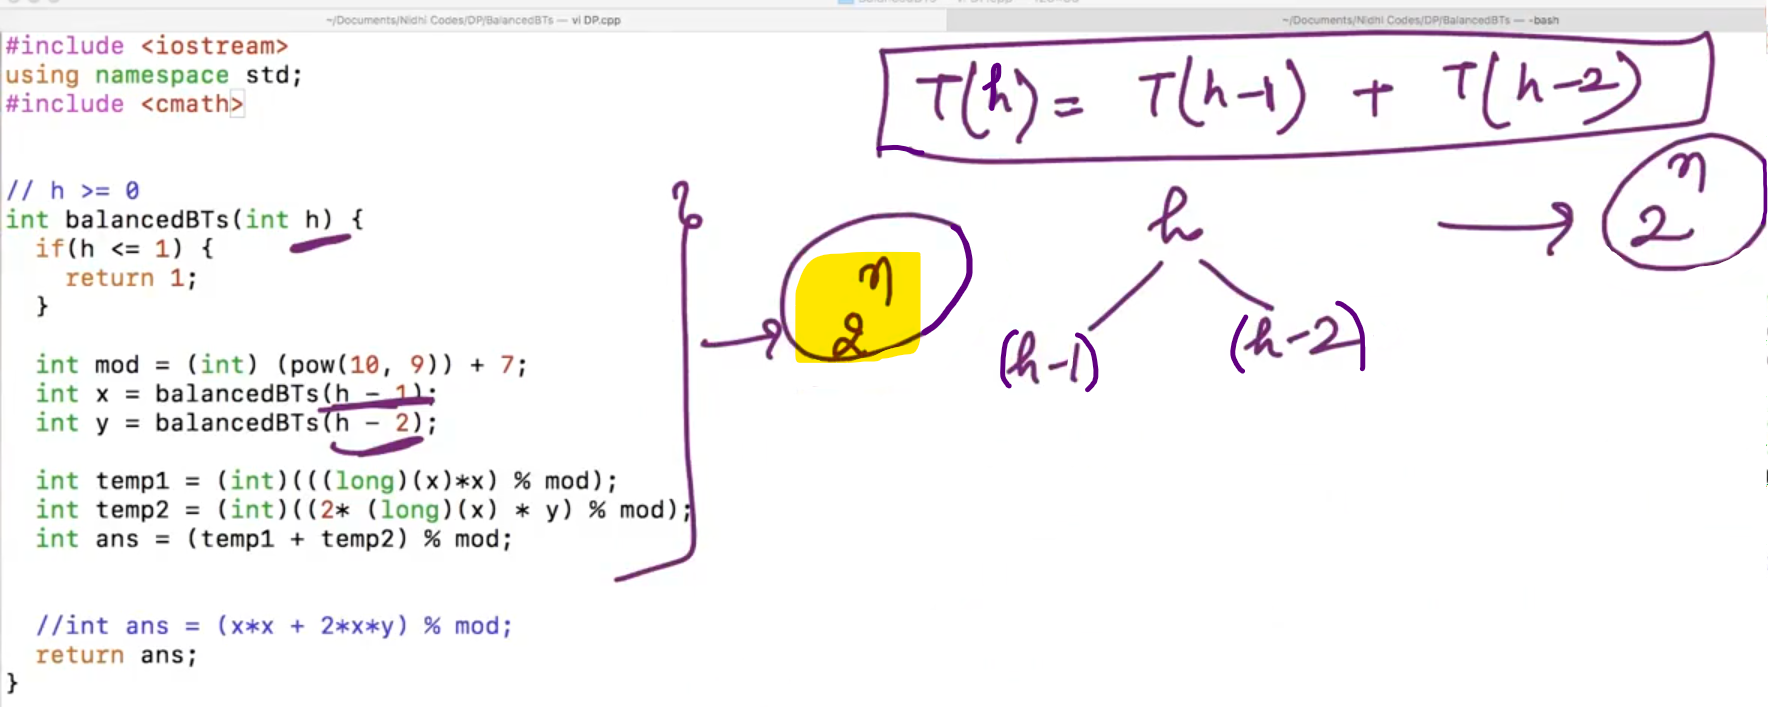 ~/Documents/Nidhi Codes/DP/BalancedBTs — vi DP.cpp
~/Documents/Nidhi Codes/DP/BalancedBTs — -bash
#include <iostream>
using namespace std;
#include <cmath>
// h >= 0
int balancedBTs(int h) {
if(h <= 1) {
return 1;
}
int mod = (int) (pow(10, 9)) + 7;
int x = balancedBTs(h - 1);
int y = balancedBTs(h - 2);
int temp1 = (int)(((long)(x)*x) % mod);
int temp2 = (int)((2* (long)(x) * y) % mod);
int ans = (temp1 + temp2) % mod;
//int ans = (x*x + 2*x*y) % mod;
return ans;
}
2^n
T(h) = T(h-1) + T(h-2)
h
(h-1) (h-2)
2^n